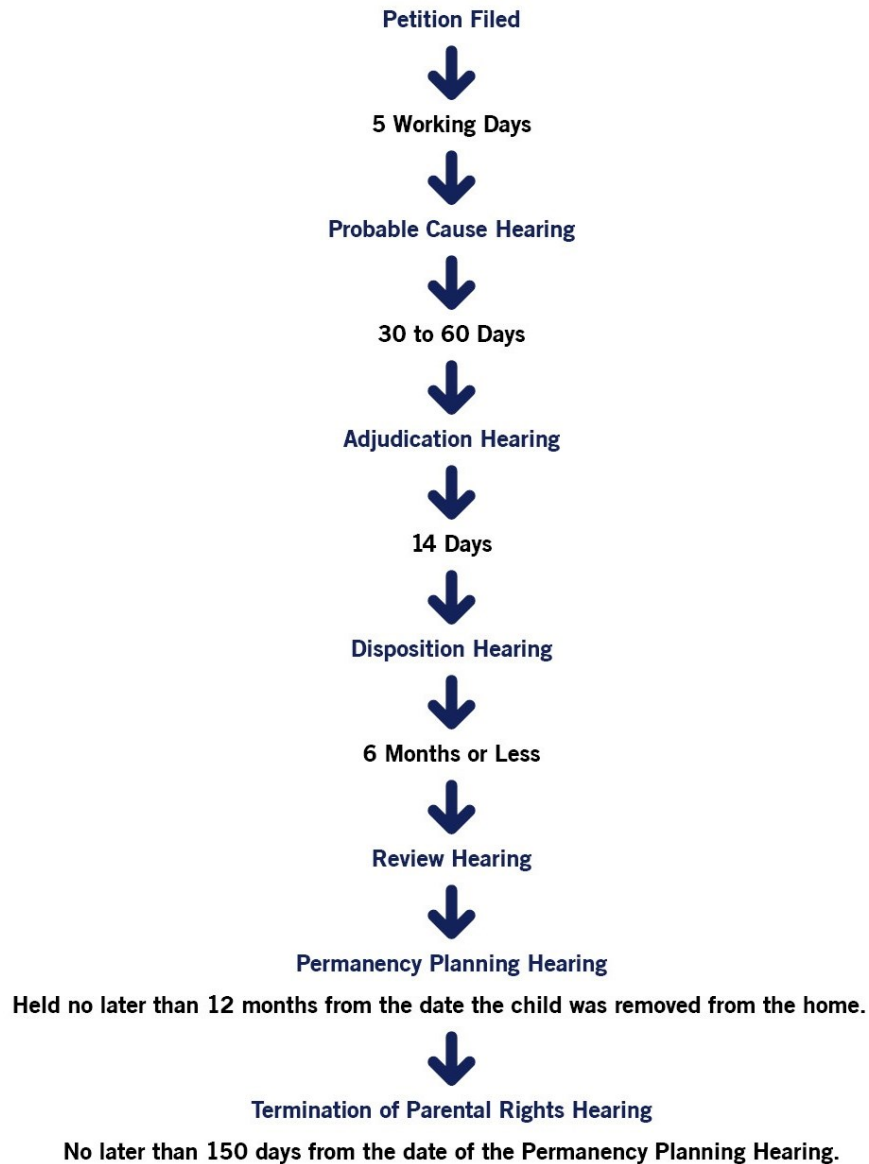 Petition Filed
5 Working Days
Probable Cause Hearing
30 to 60 Days
Adjudication Hearing
14 Days
Disposition Hearing
6 Months or Less
Review Hearing
Permanency Planning Hearing
Held no later than 12 months from the date the child was removed from the home.
Termination of Parental Rights Hearing
No later than 150 days from the date of the Permanency Planning Hearing.